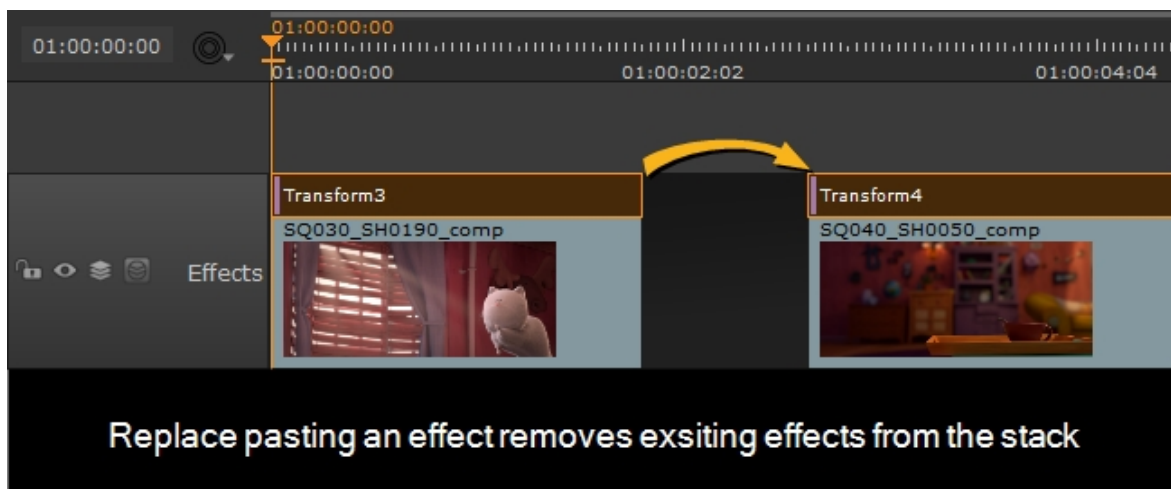 01:00:00:00
01:00:00:00
01:00:00:00 01:00:02:02 01:00:04:04
Transform3 Transform4
SQ030_SH0190_comp SQ040_SH0050_comp
Effects
Replace pasting an effect removes exsiting effects from the stack